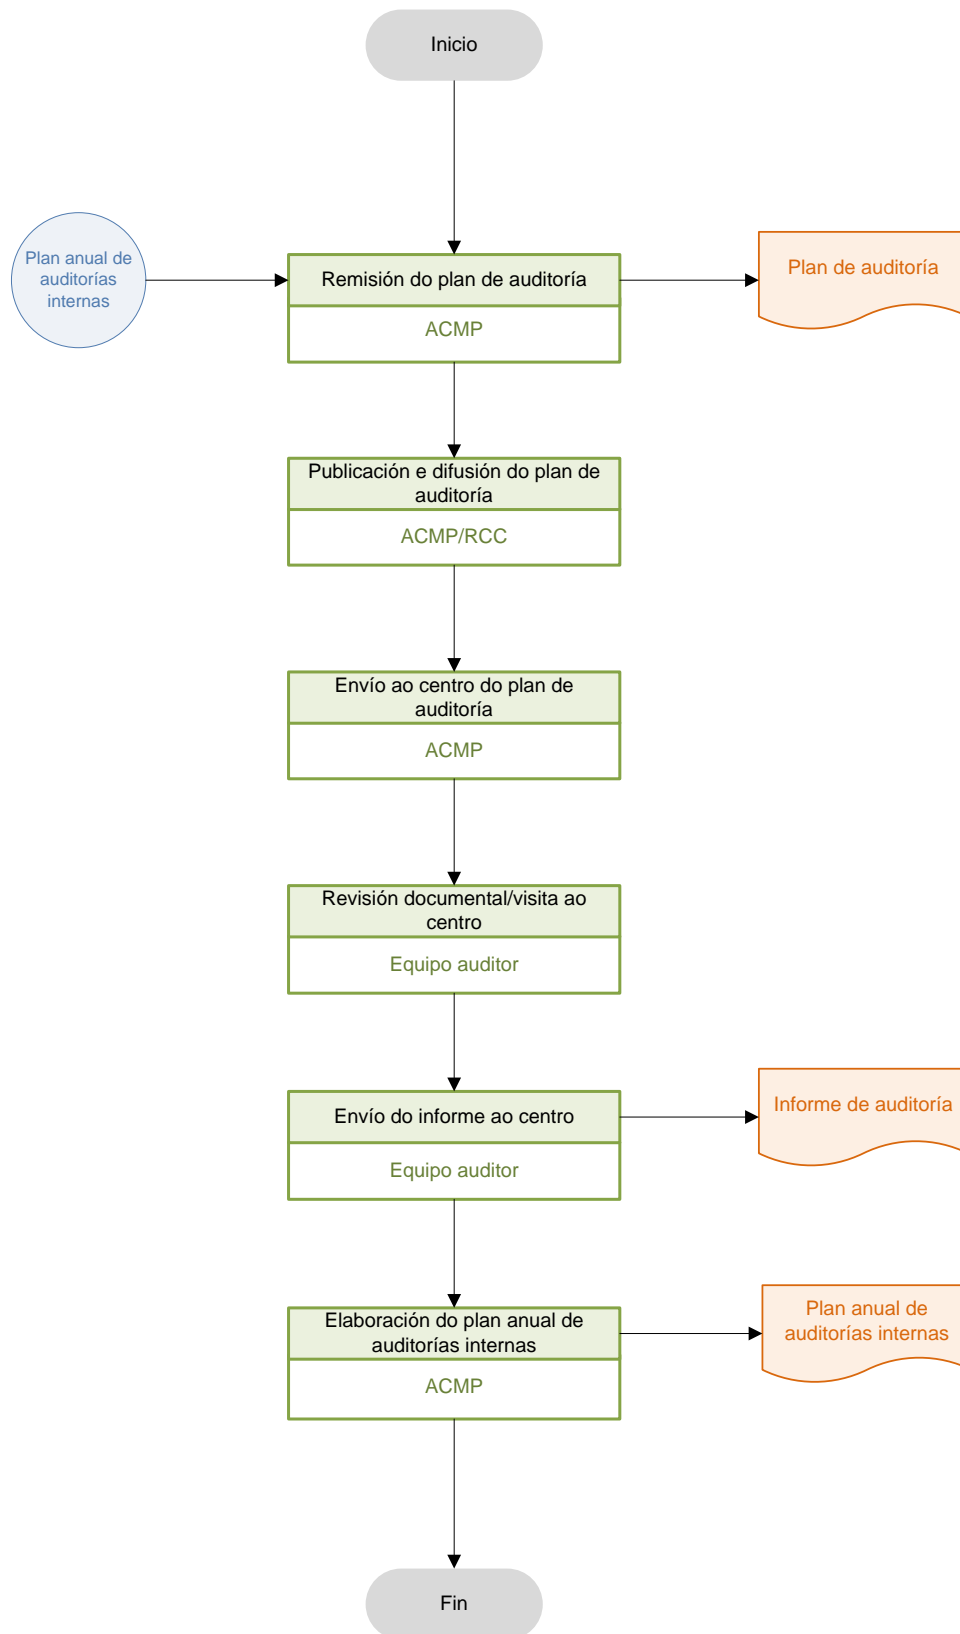 Inicio
Plan anual de
auditorías
internas
Remisión do plan de auditoría
ACMP
Plan de auditoría
Publicación e difusión do plan de
auditoría
ACMP/RCC
Envío ao centro do plan de
auditoría
ACMP
Revisión documental/visita ao
centro
Equipo auditor
Envío do informe ao centro
Equipo auditor
Informe de auditoría
Elaboración do plan anual de
auditorías internas
ACMP
Plan anual de
auditorías internas
Fin